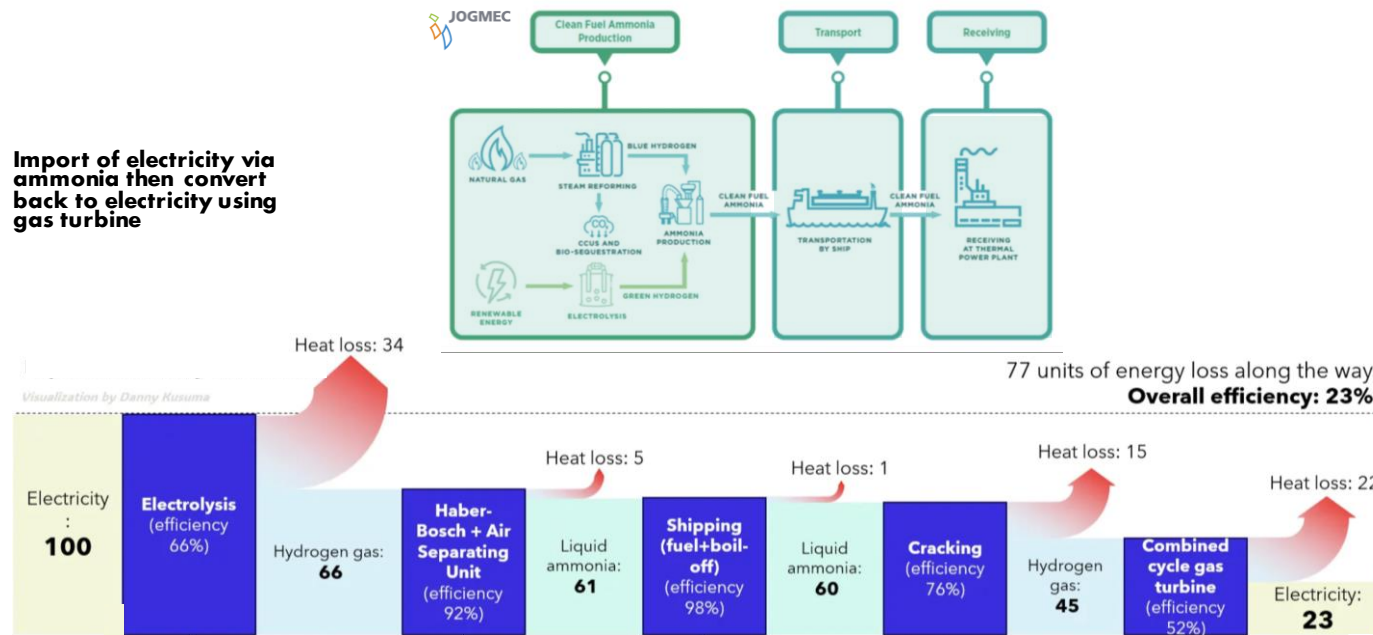 JOGMEC
Clean Fuel Ammonia
Production
Transport
Receiving
Import of electricity via
ammonia then convert
back to electricity using
gas turbine
NATURAL GAS
STEAM REFORMING
BLUE HYDROGEN
CO₂
CCUS AND
BIO-SEQUESTRATION
AMMONIA
PRODUCTION
RENEWABLE
ENERGY
ELECTROLYSIS
GREEN HYDROGEN
CLEAN FUEL
AMMONIA
TRANSPORTATION
BY SHIP
CLEAN FUEL
AMMONIA
RECEIVING
AT THERMAL
POWER PLANT
77 units of energy loss along the way
Overall efficiency: 23%
Visualization by Danny Kusuma
Electricity
:
100
Electrolysis
(efficiency
66%)
Heat loss: 34
Hydrogen gas:
66
Haber-
Bosch + Air
Separating
Unit
(efficiency
92%)
Heat loss: 5
Liquid
ammonia:
61
Shipping
(fuel+boil-
off)
(efficiency
98%)
Heat loss: 1
Liquid
ammonia:
60
Cracking
(efficiency
76%)
Heat loss: 15
Hydrogen
gas:
45
Combined
cycle gas
turbine
(efficiency
52%)
Heat loss: 22
Electricity:
23